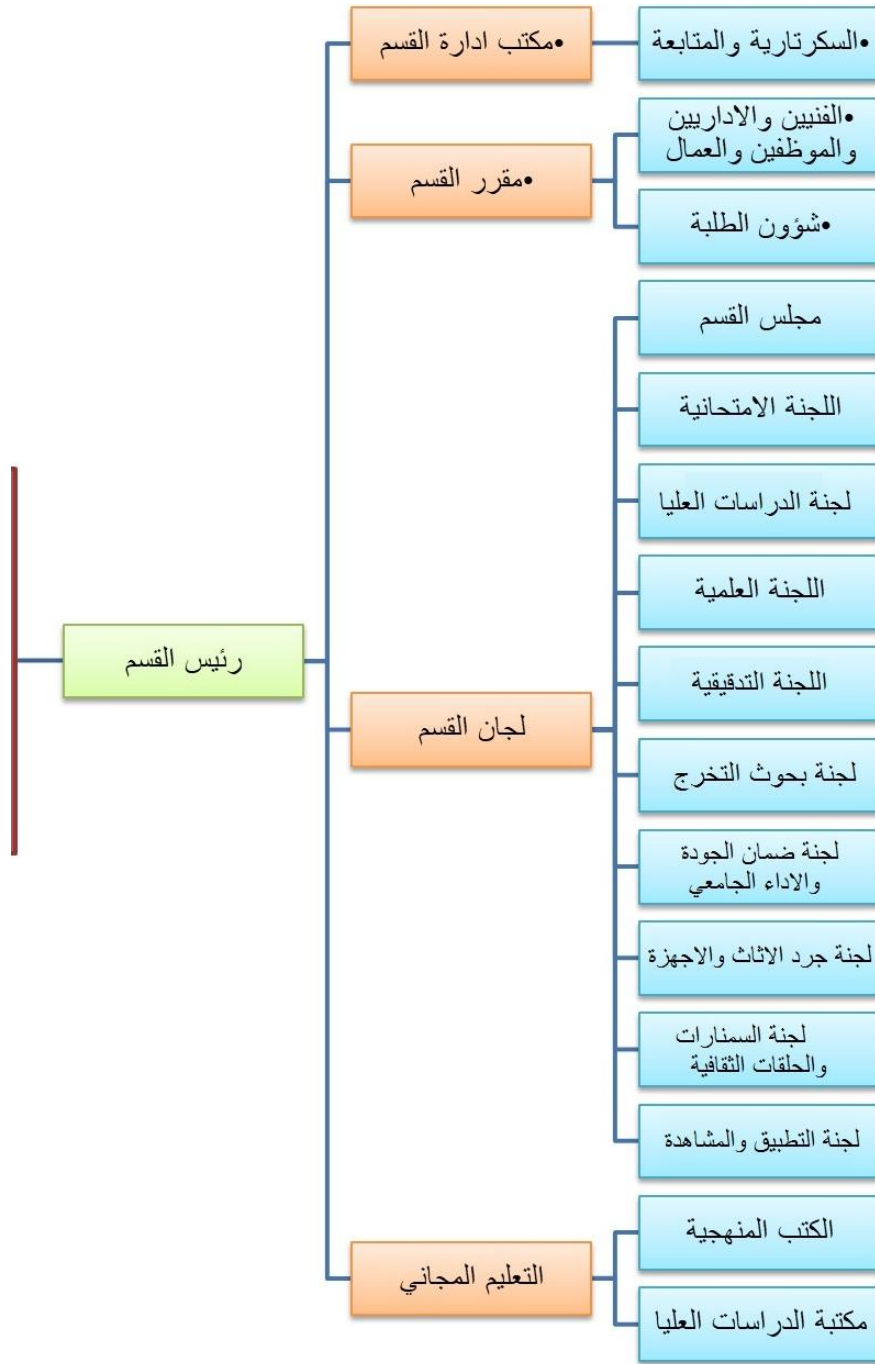 •مكتب ادارة القسم
•السكرتارية والمتابعة
•مقرر القسم
•الفنيين والاداريين
والموظفين والعمال
•شؤون الطلبة
رئيس القسم
لجان القسم
مجلس القسم
اللجنة الامتحانية
لجنة الدراسات العليا
اللجنة العلمية
اللجنة التدقيقية
لجنة بحوث التخرج
لجنة ضمان الجودة
والاداء الجامعي
لجنة جرد الاثاث والاجهزة
لجنة السمنارات
والحلقات الثقافية
لجنة التطبيق والمشاهدة
التعليم المجاني
الكتب المنهجية
مكتبة الدراسات العليا